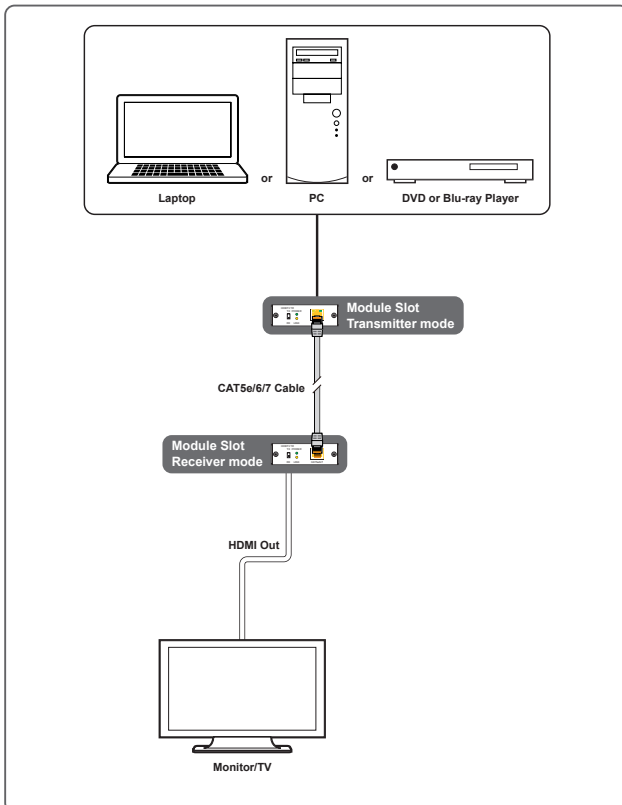 or
or
Laptop
PC
DVD or Blu-ray Player
Module Slot
Transmitter mode
CAT5e/6/7 Cable
Module Slot
Receiver mode
HDMI Out
Monitor/TV